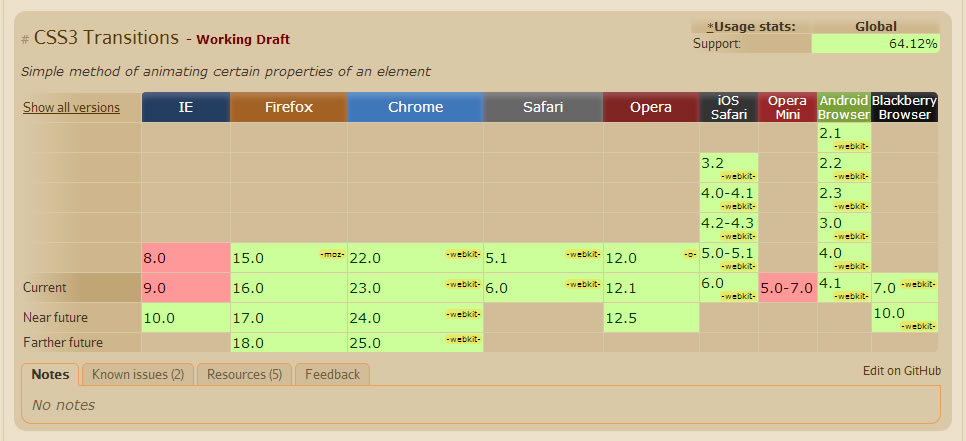 # CSS3 Transitions - Working Draft
*Usage stats: Global
Support: 64.12%
Simple method of animating certain properties of an element
Show all versions IE Firefox Chrome Safari Opera iOS Safari Opera Mini Android Browser Blackberry Browser
2.1 -webkit-
3.2 -webkit- 2.2 -webkit-
4.0-4.1 -webkit- 2.3 -webkit-
4.2-4.3 -webkit- 3.0 -webkit-
8.0 15.0 -moz- 22.0 -webkit- 5.1 -webkit- 12.0 -o- 5.0-5.1 -webkit- 4.0 -webkit-
Current 9.0 16.0 23.0 -webkit- 6.0 -webkit- 12.1 6.0 -webkit- 5.0-7.0 4.1 -webkit- 7.0 -webkit-
Near future 10.0 17.0 24.0 -webkit- 12.5 10.0 -webkit-
Farther future 18.0 25.0 -webkit-
Notes Known issues (2) Resources (5) Feedback Edit on GitHub
No notes